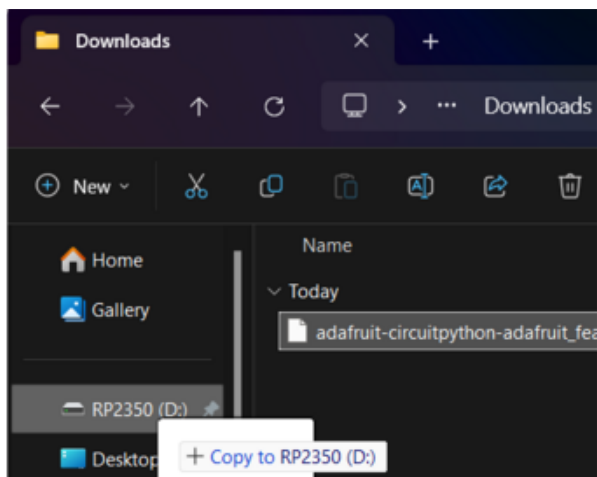 Downloads
Downloads
New
Home
Name
Today
Gallery
adafruit-circuitpython-adafruit_fea
RP2350 (D:)
Desktop
Copy to RP2350 (D:)